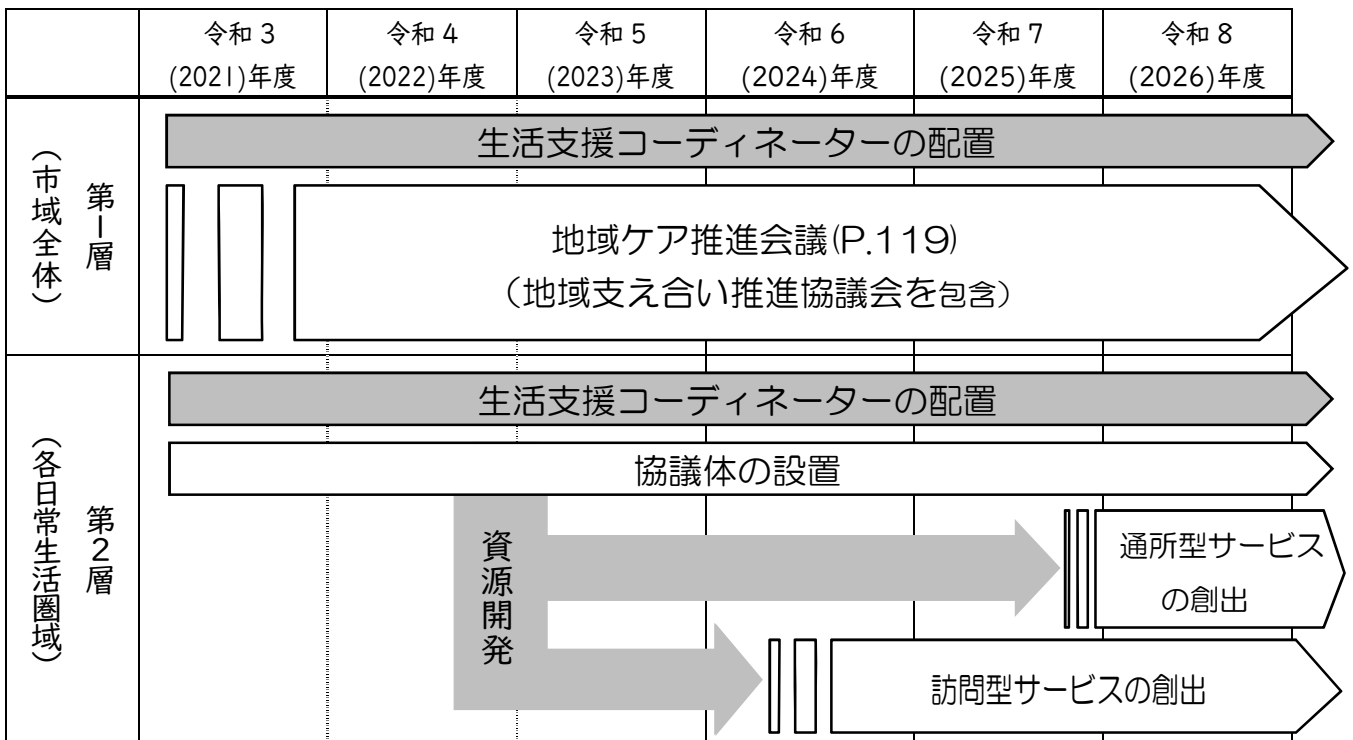 令和3
(2021)年度
令和4
(2022)年度
令和5
(2023)年度
令和6
(2024)年度
令和7
(2025)年度
令和8
(2026)年度
第1層
（市域全体）
生活支援コーディネーターの配置
地域ケア推進会議(P.119)
（地域支え合い推進協議会を包含）
第2層
（各日常生活圏域）
生活支援コーディネーターの配置
協議体の設置
資源開発
通所型サービス
の創出
訪問型サービスの創出